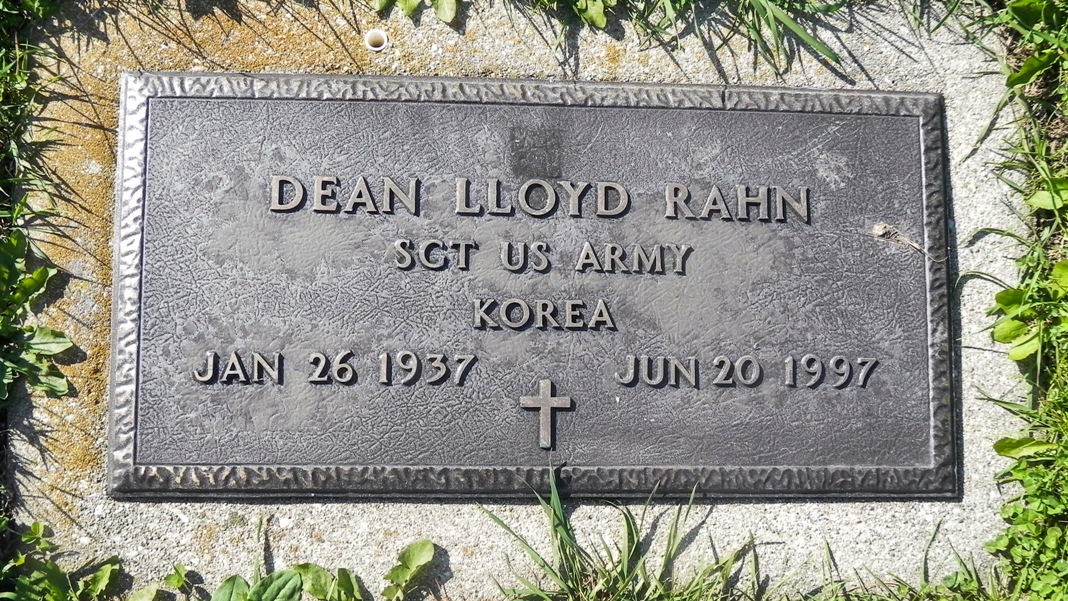 DEAN LLOYD RAHN
SGT US ARMY
KOREA
JAN 26 1937 JUN 20 1997